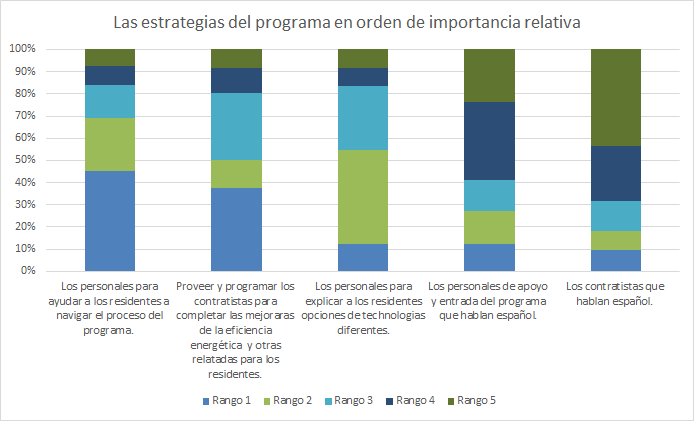 Las estrategias del programa en orden de importancia relativa
100%
90%
80%
70%
60%
50%
40%
30%
20%
10%
0%
Los personales para
ayudar a los residentes a
navigar el proceso del
programa.
Proveer y programar los
contratistas para
completar las mejoraras
de la eficiencia
energética y otras
relatadas para los
residentes.
Los personales para
explicar a los residentes
opciones de technologias
diferentes.
Los personales de apoyo
y entrada del programa
que hablan español.
Los contratistas que
hablan español.
Rango 1 Rango 2 Rango 3 Rango 4 Rango 5